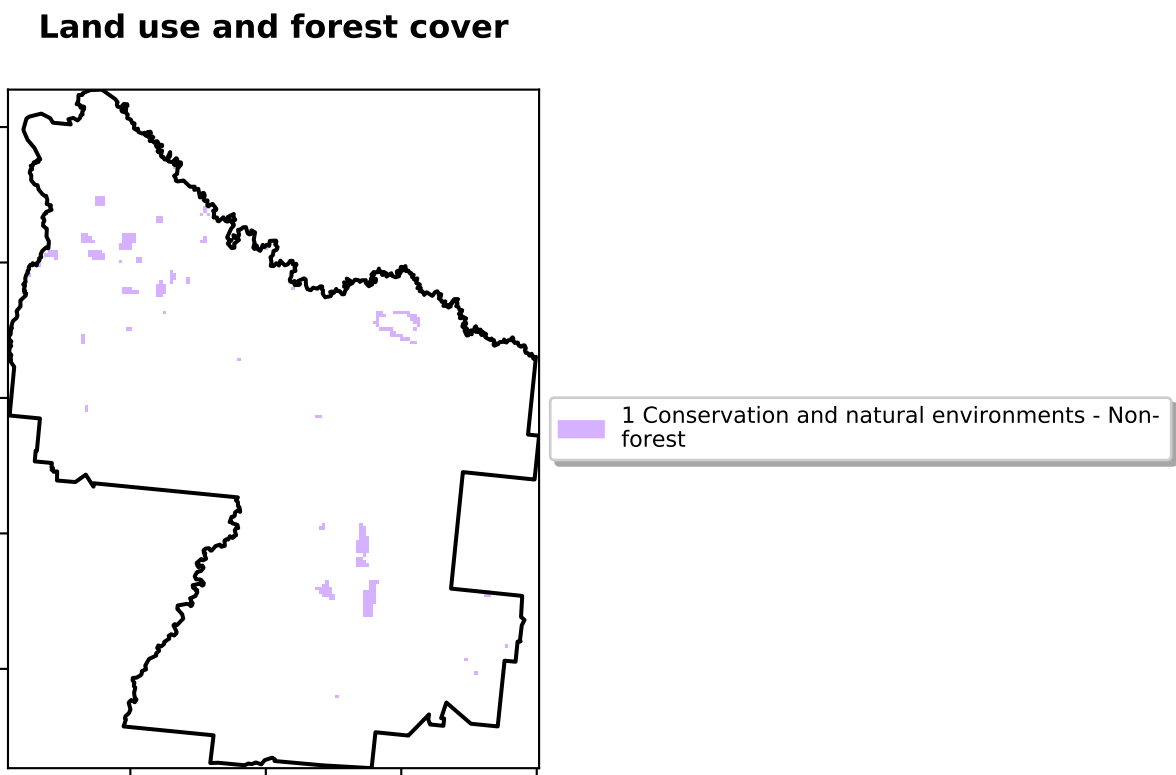 Land use and forest cover
1 Conservation and natural environments - Non-
forest